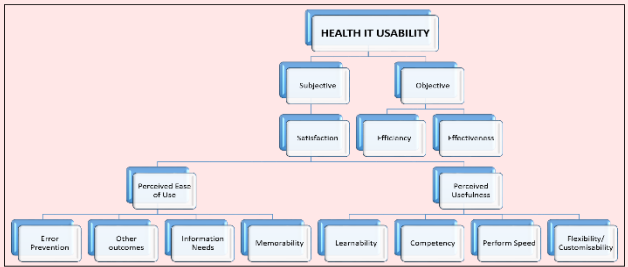 HEALTH IT USABILITY
Subjective
Objective
Satisfaction
Efficiency
Effectiveness
Perceived Ease
of Use
Perceived
Usefulness
Error
Prevention
Other
outcomes
Information
Needs
Memorability
Learnability
Competency
Perform Speed
Flexibility/
Customisability